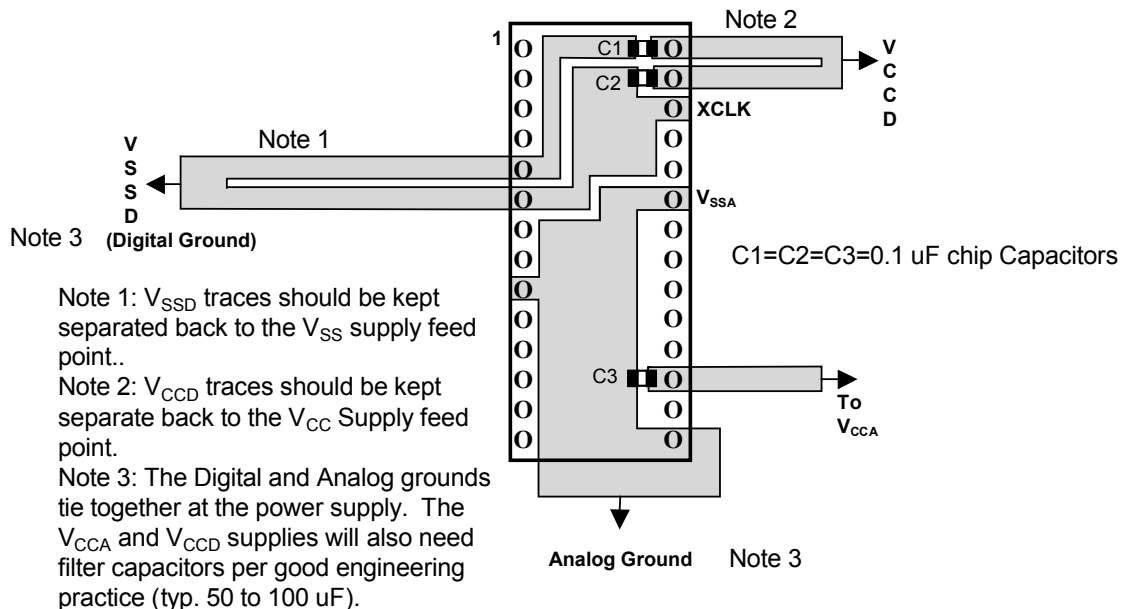 Note 2
1
C1
C2
V
C
C
D
XCLK
Note 1
V
S
S
D
Note 3 (Digital Ground)
VSSA
C1=C2=C3=0.1 uF chip Capacitors
C3
To
VCCA
Note 1: VSSD traces should be kept
separated back to the VSS supply feed
point..
Note 2: VCCD traces should be kept
separate back to the VCC Supply feed
point.
Note 3: The Digital and Analog grounds
tie together at the power supply. The
VCCA and VCCD supplies will also need
filter capacitors per good engineering
practice (typ. 50 to 100 uF).
Analog Ground Note 3